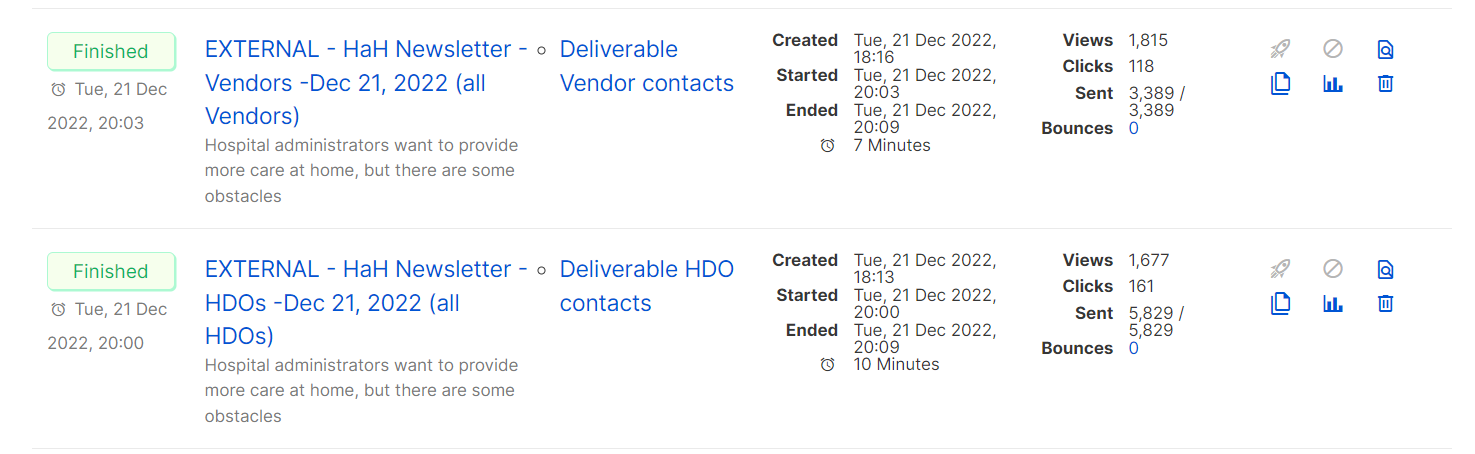 Finished
Tue, 21 Dec
2022, 20:03
EXTERNAL - HaH Newsletter -
Vendors -Dec 21, 2022 (all
Vendors)
Hospital administrators want to provide
more care at home, but there are some
obstacles
Deliverable
Vendor contacts
Created Tue, 21 Dec 2022,
18:16
Started Tue, 21 Dec 2022,
20:03
Ended Tue, 21 Dec 2022,
20:09
7 Minutes
Views 1,815
Clicks 118
Sent 3,389 /
3,389
Bounces 0
Finished
Tue, 21 Dec
2022, 20:00
EXTERNAL - HaH Newsletter -
HDOs -Dec 21, 2022 (all
HDOs)
Hospital administrators want to provide
more care at home, but there are some
obstacles
Deliverable HDO
contacts
Created Tue, 21 Dec 2022,
18:13
Started Tue, 21 Dec 2022,
20:00
Ended Tue, 21 Dec 2022,
20:09
10 Minutes
Views 1,677
Clicks 161
Sent 5,829 /
5,829
Bounces 0